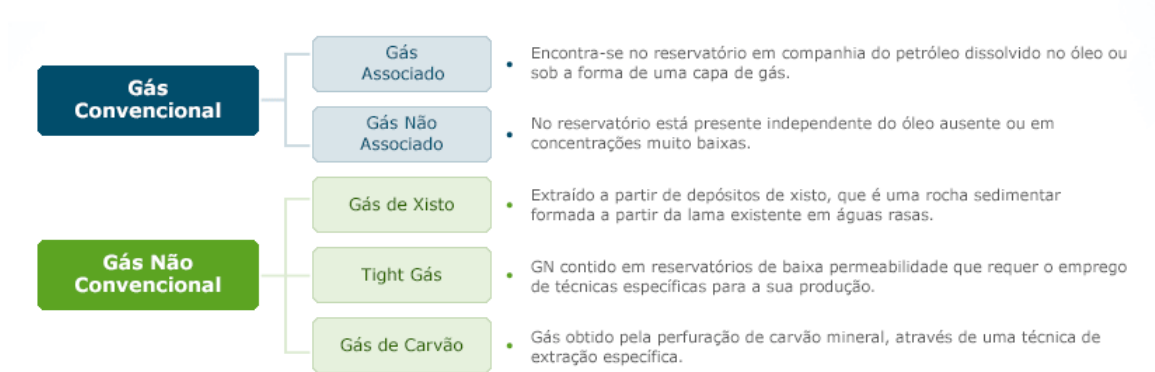 Gás
Convencional
Gás
Associado
• Encontra-se no reservatório em companhia do petróleo dissolvido no óleo ou
sob a forma de uma capa de gás.
Gás Não
Associado
• No reservatório está presente independente do óleo ausente ou em
concentrações muito baixas.
Gás Não
Convencional
Gás de Xisto
• Extraído a partir de depósitos de xisto, que é uma rocha sedimentar
formada a partir da lama existente em águas rasas.
Tight Gás
• GN contido em reservatórios de baixa permeabilidade que requer o emprego
de técnicas específicas para a sua produção.
Gás de Carvão
• Gás obtido pela perfuração de carvão mineral, através de uma técnica de
extração específica.